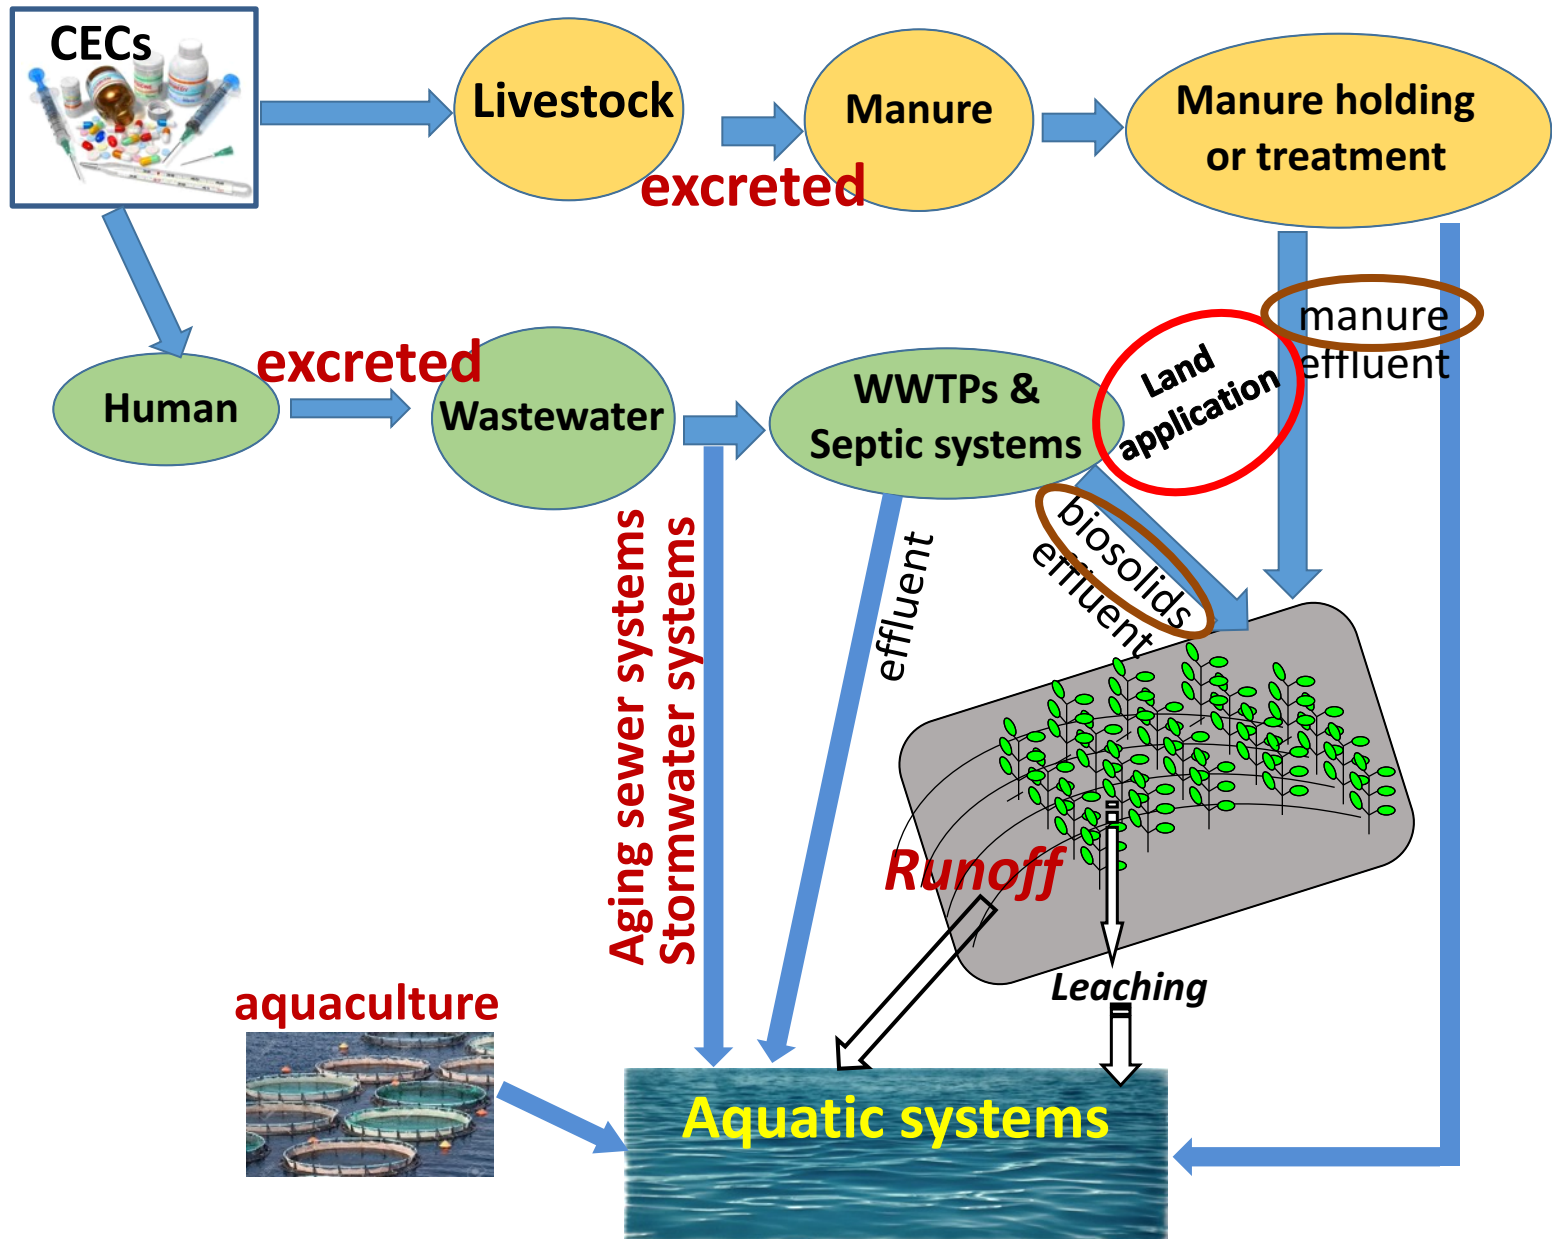 CECs
Livestock
excreted
Manure
Manure holding
or treatment
Human
excreted
Wastewater
WWTPs &
Septic systems
Land
application
manure
effluent
biosolids
effluent
effluent
Aging sewer systems
Stormwater systems
Runoff
Leaching
aquaculture
Aquatic systems